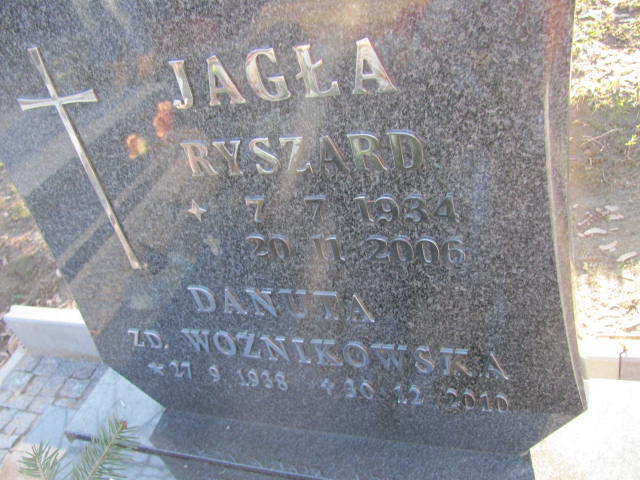 JAGŁA
RYSZARD
7 7 1934
20 11 2006
DANUTA
ZD. WOŹNIKOWSKA
*27 9 1938 +30 12 2010